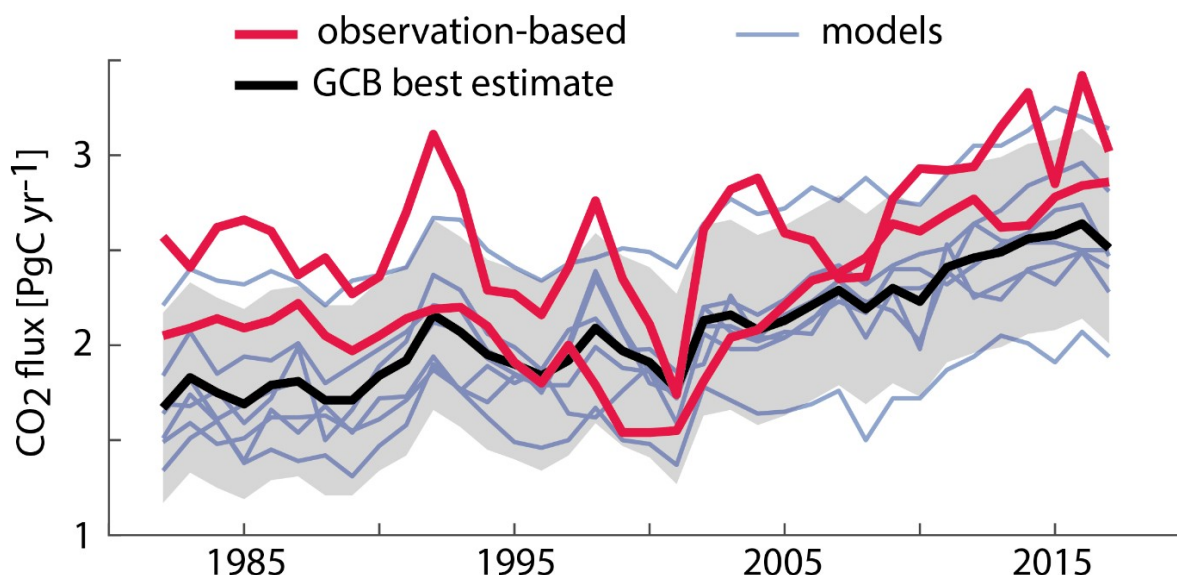 observation-based
models
GCB best estimate
CO2 flux [PgC yr-1]
3
2
1
1985
1995
2005
2015